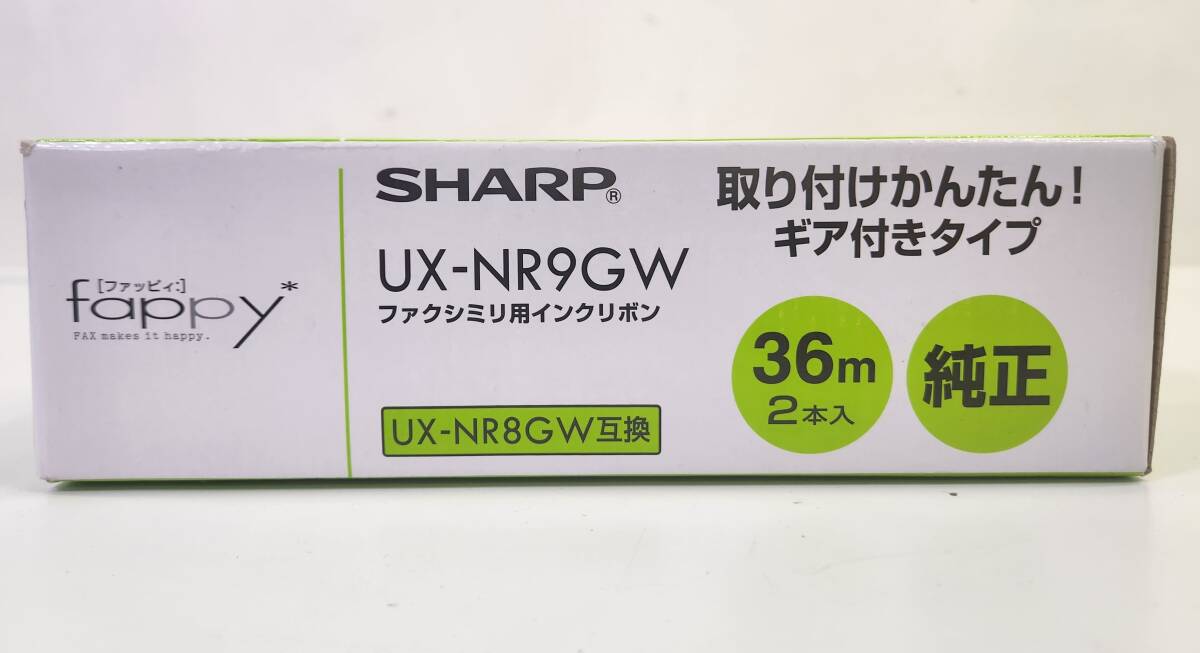 [ファッピィ:]
fappy*
FAX makes it happy.
SHARP®
UX-NR9GW
ファクシミリ用インクリボン
UX-NR8GW互換
取り付けかんたん!
ギア付きタイプ
36m
2本入
純正